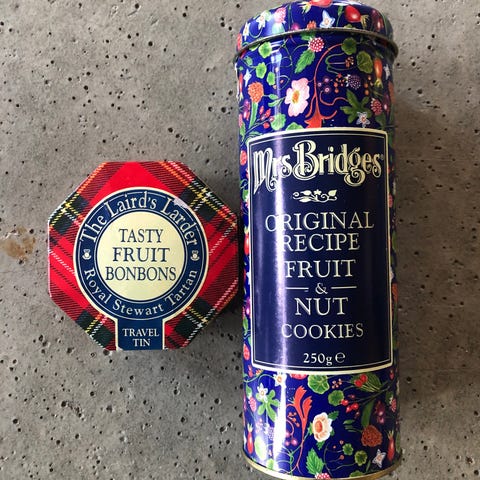 The Laird's Larder
TASTY
FRUIT
BONBONS
Royal Stewart Tartan
TRAVEL
TIN
Mrs Bridges®
ORIGINAL
RECIPE
FRUIT
&
NUT
COOKIES
250g ℮